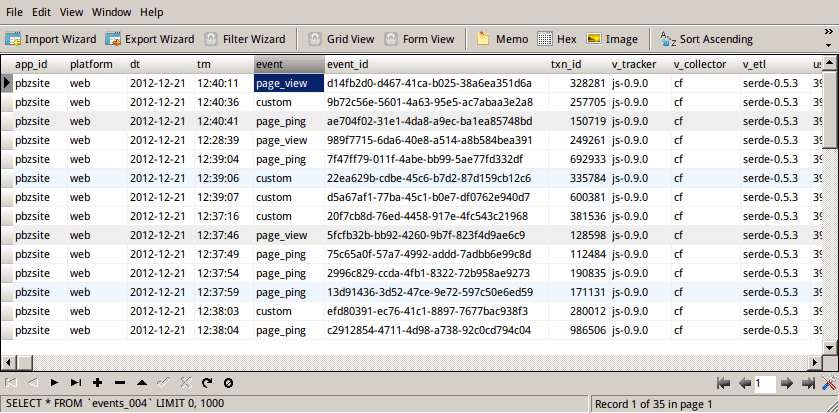 File Edit View Window Help
Import Wizard Export Wizard Filter Wizard Grid View Form View Memo Hex Image Sort Ascending
app_id platform dt tm event event_id txn_id v_tracker v_collector v_etl
pbzsite web 2012-12-21 12:40:11 page_view d14fb2d0-d467-41ca-b025-38a6ea351d6a 328281 js-0.9.0 cf serde-0.5.3
pbzsite web 2012-12-21 12:40:36 custom 9b72c56e-5601-4a63-95e5-ac7abaa3e2a8 257705 js-0.9.0 cf serde-0.5.3
pbzsite web 2012-12-21 12:40:41 page_ping ae704f02-31e1-4da8-a9ec-ba1ea85748bd 150719 js-0.9.0 cf serde-0.5.3
pbzsite web 2012-12-21 12:28:39 page_view 989f7715-6da6-40e8-a514-a8b584bea391 249261 js-0.9.0 cf serde-0.5.3
pbzsite web 2012-12-21 12:39:04 page_ping 7f47ff79-011f-4abe-bb99-5ae77fd332df 692933 js-0.9.0 cf serde-0.5.3
pbzsite web 2012-12-21 12:39:06 custom 22ea629b-cdbe-45c6-b7d2-87d159cb12c6 335784 js-0.9.0 cf serde-0.5.3
pbzsite web 2012-12-21 12:39:07 custom d5a67af1-77ba-45c1-b0e7-df0762e940d7 600381 js-0.9.0 cf serde-0.5.3
pbzsite web 2012-12-21 12:37:16 custom 20f7cb8d-76ed-4458-917e-4fc543c21968 381536 js-0.9.0 cf serde-0.5.3
pbzsite web 2012-12-21 12:37:46 page_view 5fcfb32b-bb92-4260-9b7f-823f4d9ae6c9 128598 js-0.9.0 cf serde-0.5.3
pbzsite web 2012-12-21 12:37:49 page_ping 75c65a0f-57a7-4992-addd-7adbb6e99c8d 112484 js-0.9.0 cf serde-0.5.3
pbzsite web 2012-12-21 12:37:54 page_ping 2996c829-ccda-4fb1-8322-72b958ae9273 190835 js-0.9.0 cf serde-0.5.3
pbzsite web 2012-12-21 12:37:59 page_ping 13d91436-3d52-47ce-9e72-597c50e6ed59 171131 js-0.9.0 cf serde-0.5.3
pbzsite web 2012-12-21 12:38:03 custom efd80391-ec76-41c1-8897-7677bac938f3 280012 js-0.9.0 cf serde-0.5.3
pbzsite web 2012-12-21 12:38:04 page_ping c2912854-4711-4d98-a738-92c0cd794c04 986506 js-0.9.0 cf serde-0.5.3
1
SELECT * FROM `events_004` LIMIT 0, 1000 Record 1 of 35 in page 1